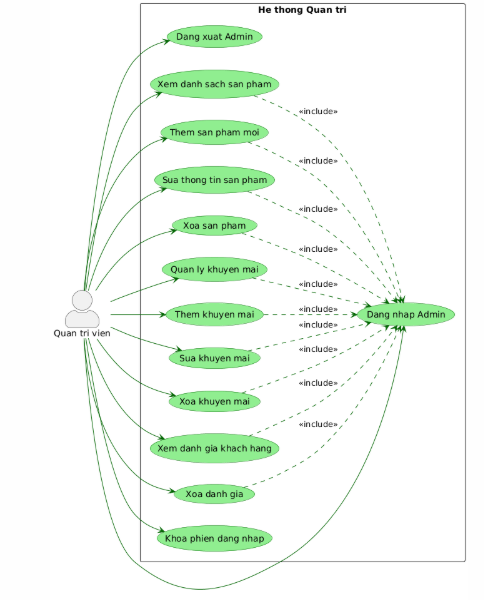 He thong Quan tri
Dang xuat Admin
Xem danh sach san pham
«include»
Them san pham moi
«include»
Sua thong tin san pham
«include»
Xoa san pham
«include»
Quan ly khuyen mai
«include»
Them khuyen mai
«include»
Dang nhap Admin
«include»
Quan tri vien
Sua khuyen mai
«include»
Xoa khuyen mai
«include»
Xem danh gia khach hang
«include»
Xoa danh gia
Khoa phien dang nhap